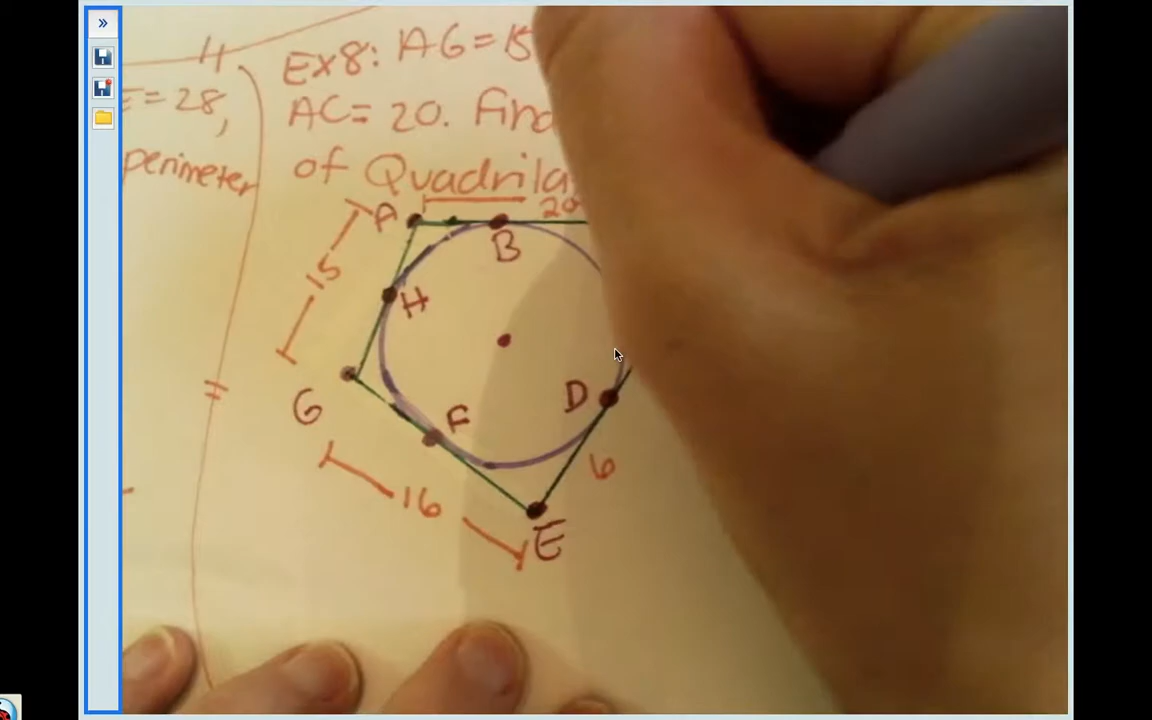 »
E = 28,
perimeter
Ex8: AG = 15
AC = 20. Find
of Quadrila
A
20
B
15
H
G
F
D
6
16
E